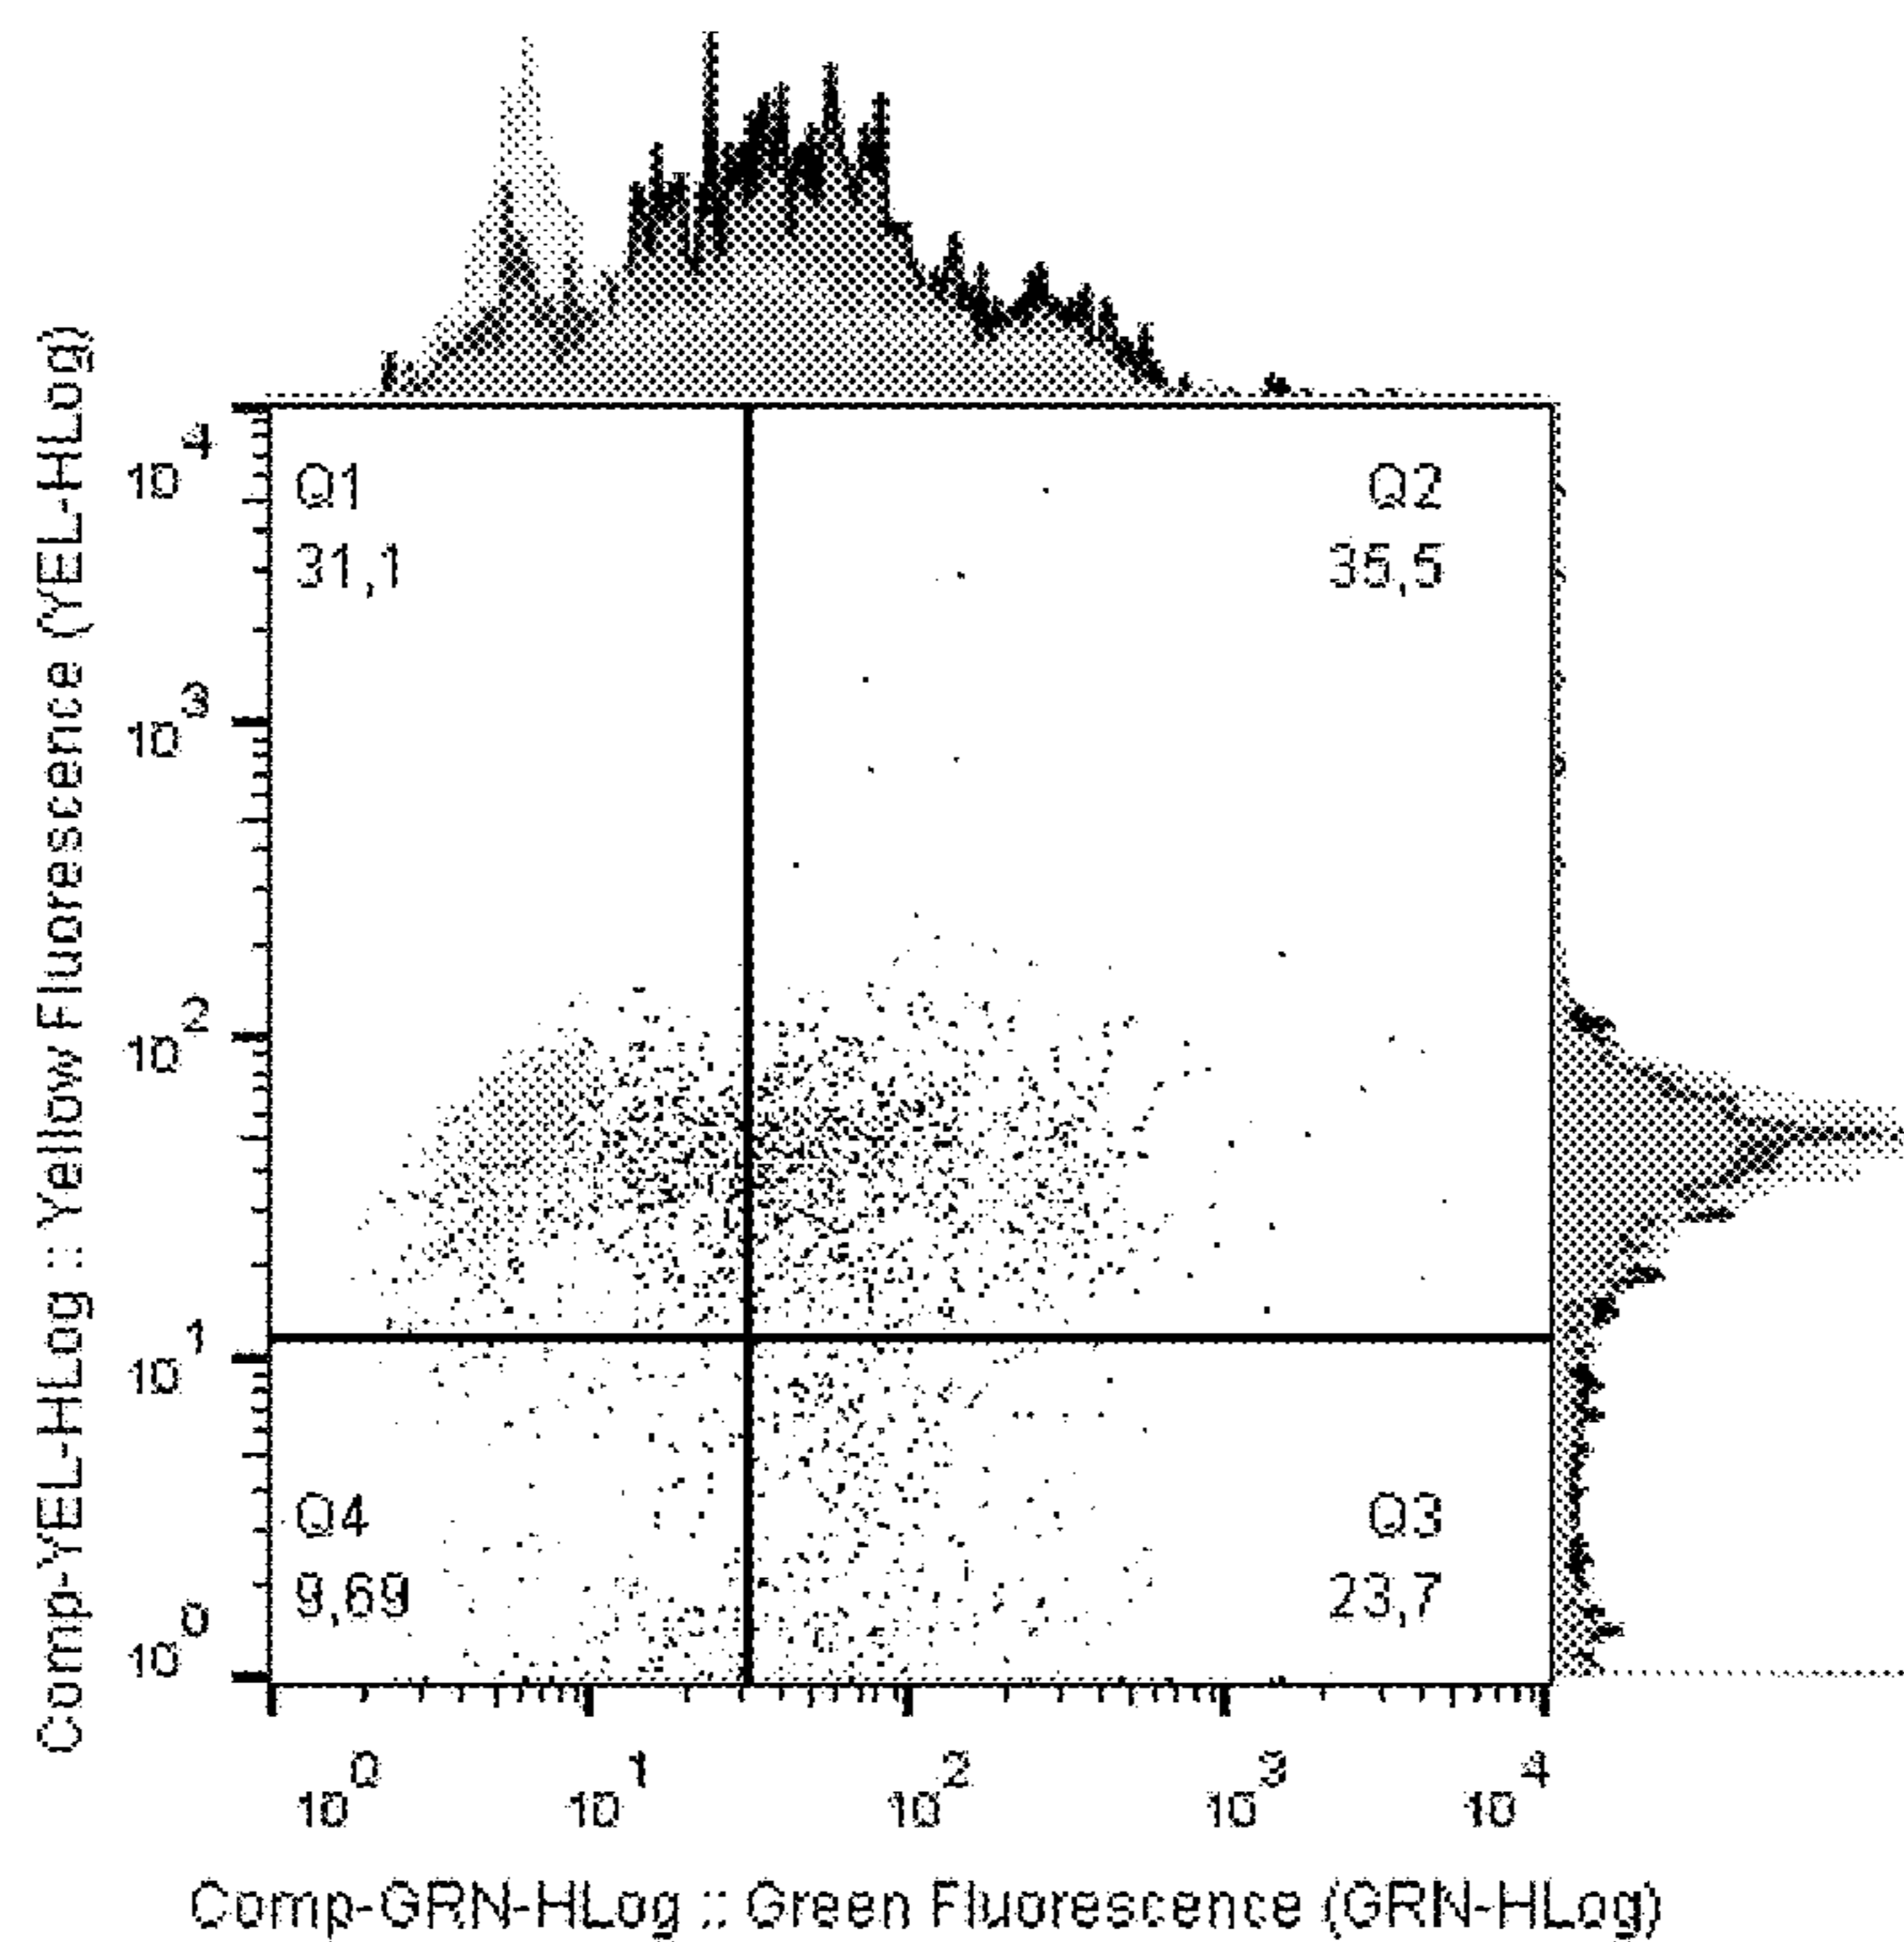 Comp-YEL-HLog :: Yellow Fluorescence (YEL-HLog)
10 4
10 3
10 2
10 1
10 0
Q1
31,1
Q2
35,5
Q4
9,69
Q3
23,7
10 0
10 1
10 2
10 3
10 4
Comp-GRN-HLog :: Green Fluorescence (GRN-HLog)